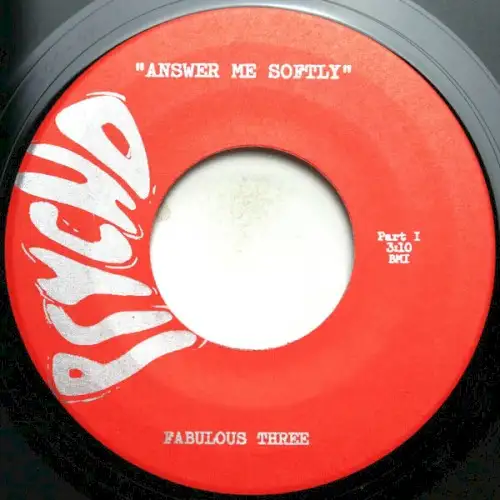 "ANSWER ME SOFTLY"
PSYCHO
Part I
3:10
BMI
FABULOUS THREE